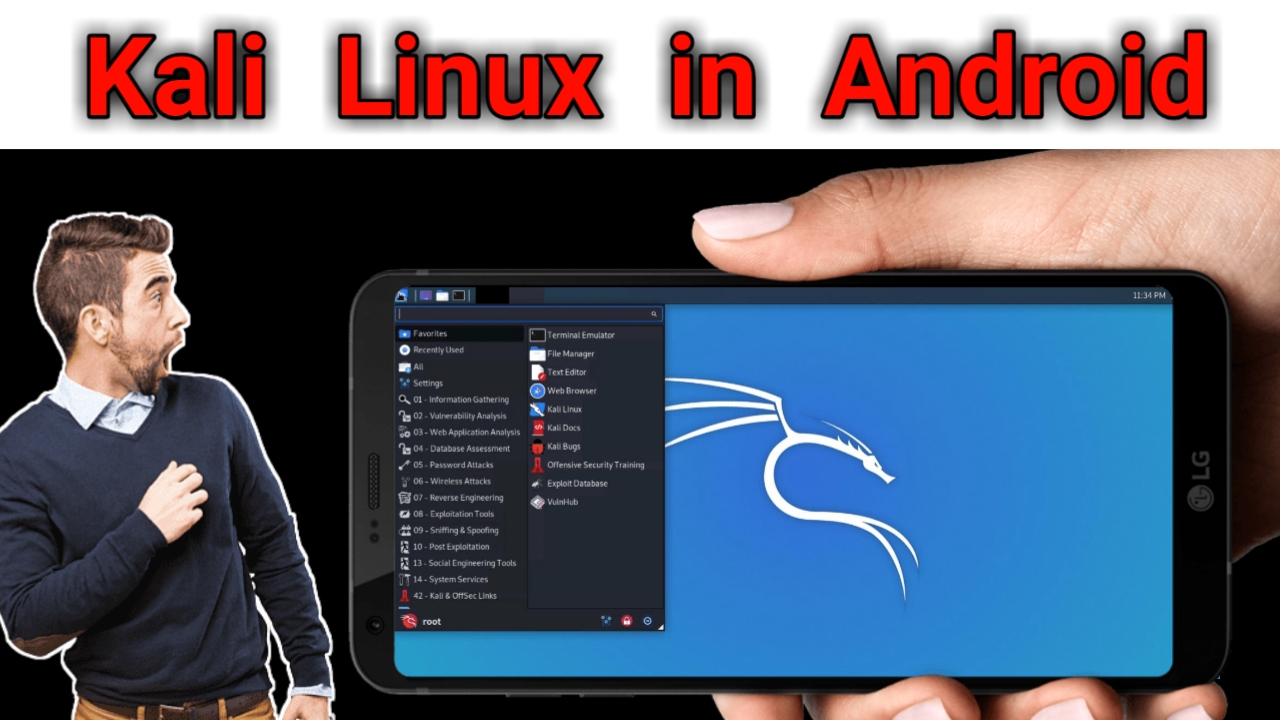 Kali Linux in Android
11:34 PM
Favorites
Recently Used
All
Settings
01 - Information Gathering
02 - Vulnerability Analysis
03 - Web Application Analysis
04 - Database Assessment
05 - Password Attacks
06 - Wireless Attacks
07 - Reverse Engineering
08 - Exploitation Tools
09 - Sniffing & Spoofing
10 - Post Exploitation
13 - Social Engineering Tools
14 - System Services
42 - Kali & OffSec Links
root
Terminal Emulator
File Manager
Text Editor
Web Browser
Kali Linux
Kali Docs
Kali Bugs
Offensive Security Training
Exploit Database
VulnHub
LG